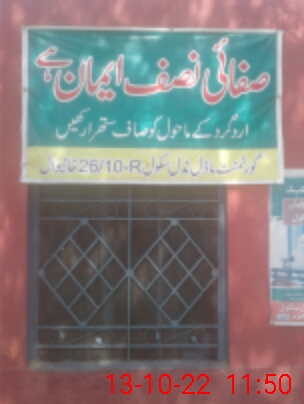 صفائی نصف ایمان ہے
اردگرد کے ماحول کو صاف ستھرا رکھیں
گورنمنٹ ماڈل مڈل سکول 26/10-R خانیوال
13-10-22 11:50